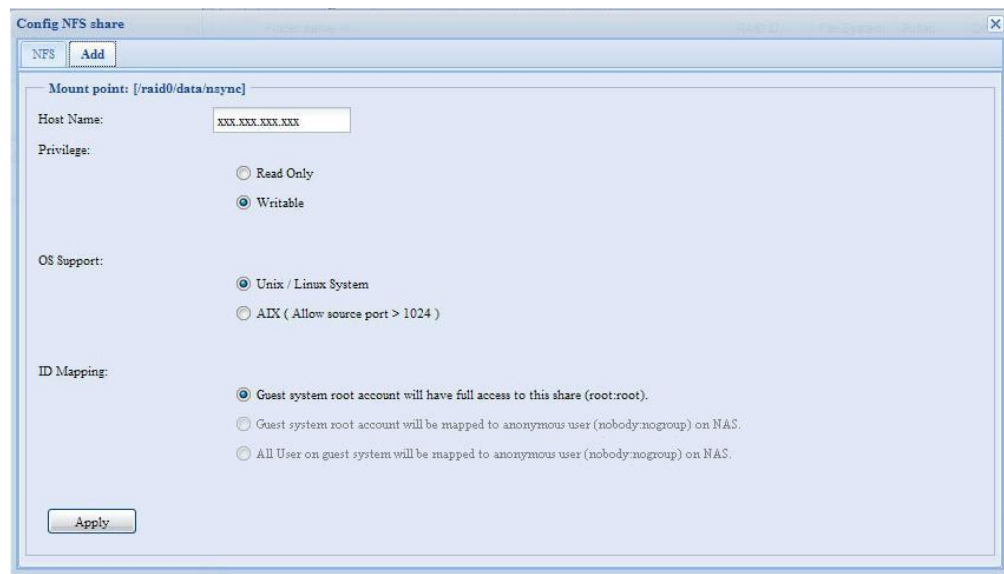 Config NFS share
NFS Add
Mount point: [/raid0/data/nsync]
Host Name: xxx.xxx.xxx.xxx
Privilege:
Read Only
Writable
OS Support:
Unix / Linux System
AIX ( Allow source port > 1024 )
ID Mapping:
Guest system root account will have full access to this share (root:root).
Guest system root account will be mapped to anonymous user (nobody:nogroup) on NAS.
All User on guest system will be mapped to anonymous user (nobody:nogroup) on NAS.
Apply